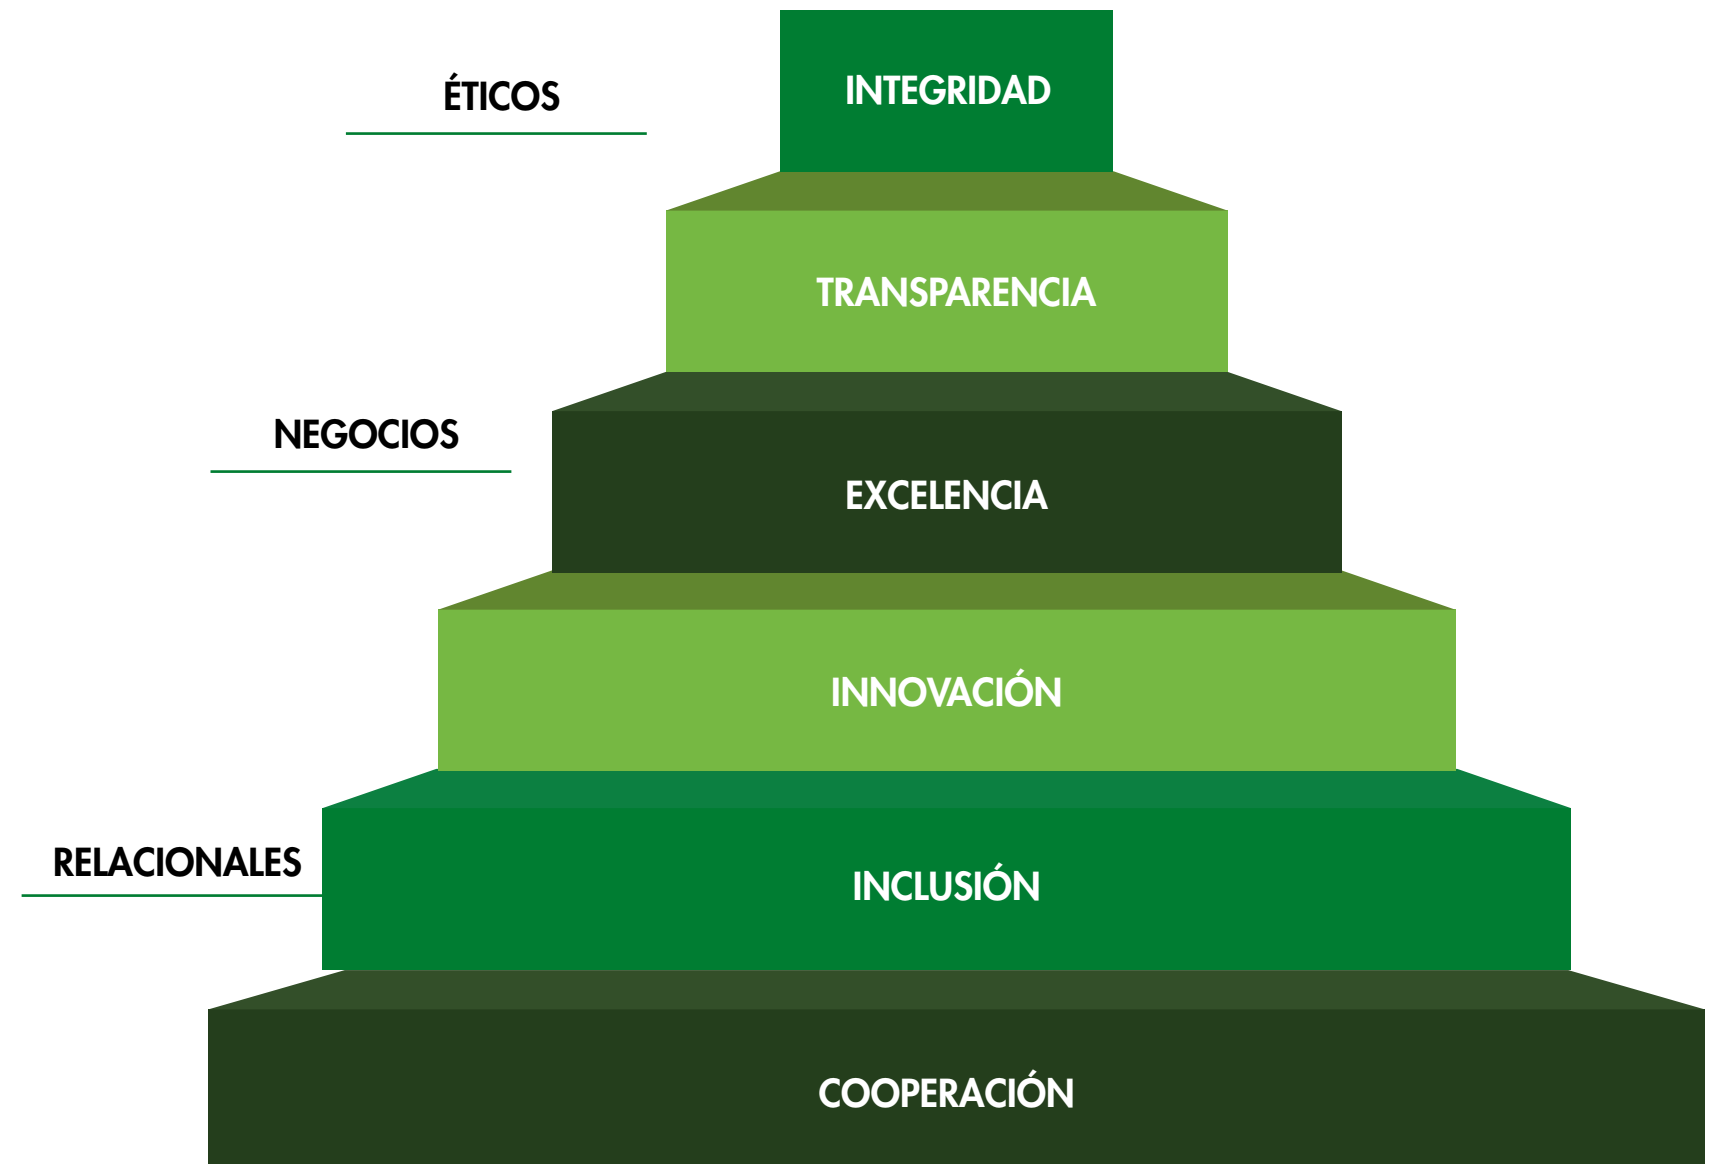 ÉTICOS
INTEGRIDAD
TRANSPARENCIA
NEGOCIOS
EXCELENCIA
INNOVACIÓN
RELACIONALES
INCLUSIÓN
COOPERACIÓN